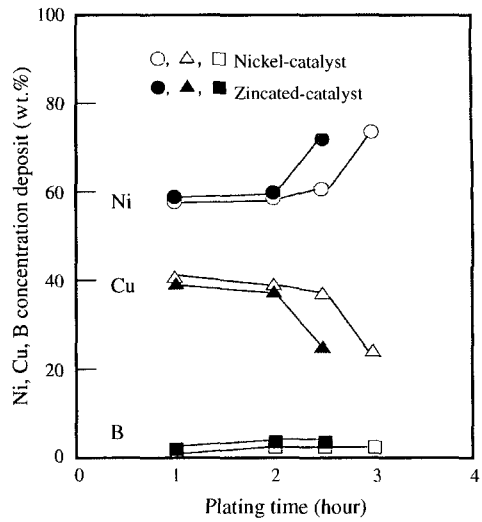 Ni, Cu, B concentration deposit (wt.%)
100
80
60
40
20
0
Nickel-catalyst
Zincated-catalyst
Ni
Cu
B
0 1 2 3 4
Plating time (hour)